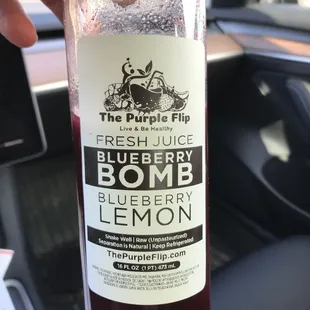 The Purple Flip
Live & Be Healthy
FRESH JUICE
BLUEBERRY
BOMB
BLUEBERRY
LEMON
Shake Well | Raw (Unpasteurized)
Separation is Natural | Keep Refrigerated
ThePurpleFlip.com
16 FL OZ (1 PT) 473 mL